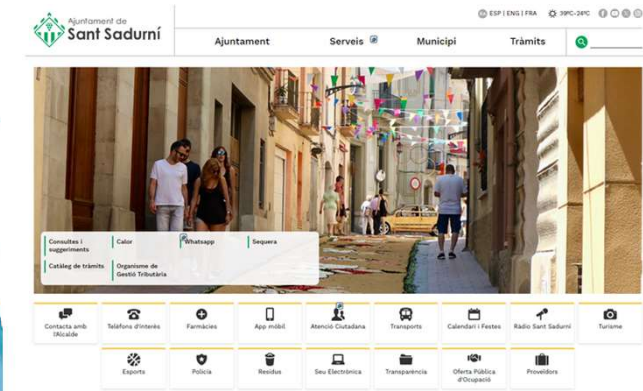 ESP | ENG | FRA
39ºC-24ºC
Ajuntament de
Sant Sadurní
Ajuntament
Serveis
Municipi
Tràmits
Consultes i
suggeriments
Calor
Whatsapp
Sequera
Catàleg de tràmits
Organisme de
Gestió Tributària
Contacta amb
l'Alcalde
Telèfons d'Interès
Farmàcies
App mòbil
Atenció Ciutadana
Transports
Calendari i Festes
Ràdio Sant Sadurní
Turisme
Esports
Policia
Residus
Seu Electrònica
Transparència
Oferta Pública
d'Ocupació
Proveïdors